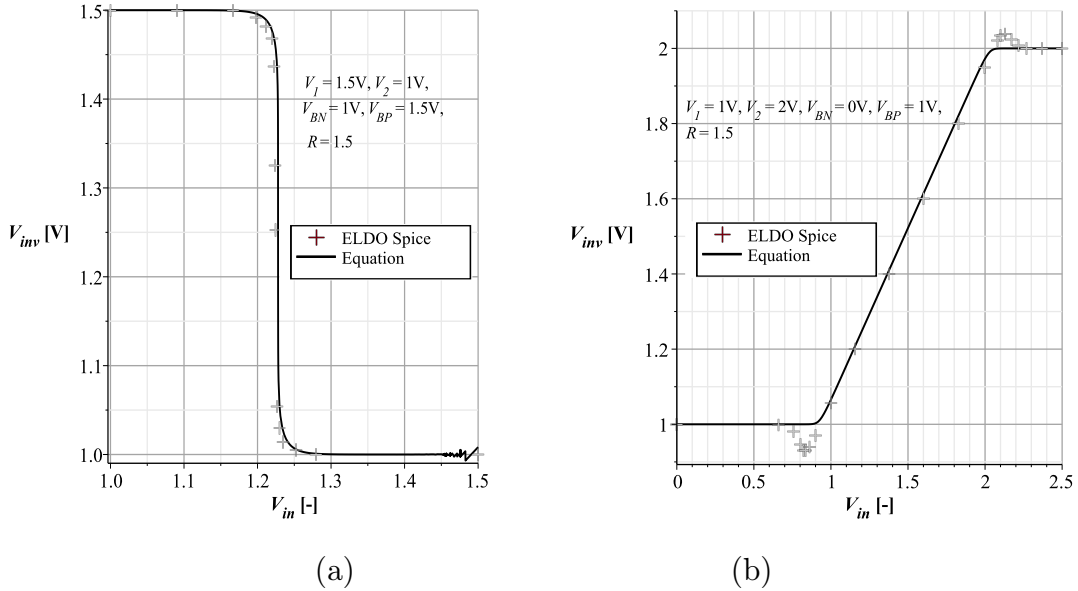 1.5
1.4
1.3
1.2
1.1
1.0
V_inv [V]
V_1 = 1.5V, V_2 = 1V,
V_BN = 1V, V_BP = 1.5V,
R = 1.5
ELDO Spice
Equation
1.0 1.1 1.2 1.3 1.4 1.5
V_in [-]
(a)
2
1.8
1.6
1.4
1.2
1
V_inv [V]
V_1 = 1V, V_2 = 2V, V_BN = 0V, V_BP = 1V,
R = 1.5
ELDO Spice
Equation
0 0.5 1 1.5 2 2.5
V_in [-]
(b)